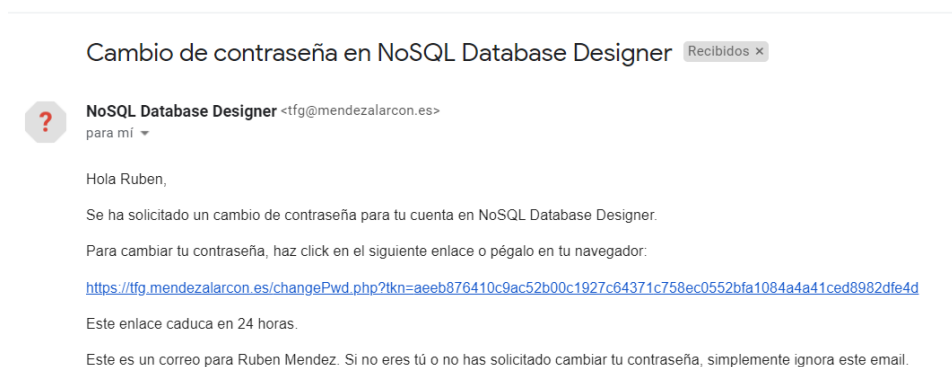 Cambio de contraseña en NoSQL Database Designer Recibidos ×
?
NoSQL Database Designer <tfg@mendezalarcon.es>
para mí
Hola Ruben,
Se ha solicitado un cambio de contraseña para tu cuenta en NoSQL Database Designer.
Para cambiar tu contraseña, haz click en el siguiente enlace o pégalo en tu navegador:
https://tfg.mendezalarcon.es/changePwd.php?tkn=aeeb876410c9ac52b00c1927c64371c758ec0552bfa1084a4a41ced8982dfe4d
Este enlace caduca en 24 horas.
Este es un correo para Ruben Mendez. Si no eres tú o no has solicitado cambiar tu contraseña, simplemente ignora este email.